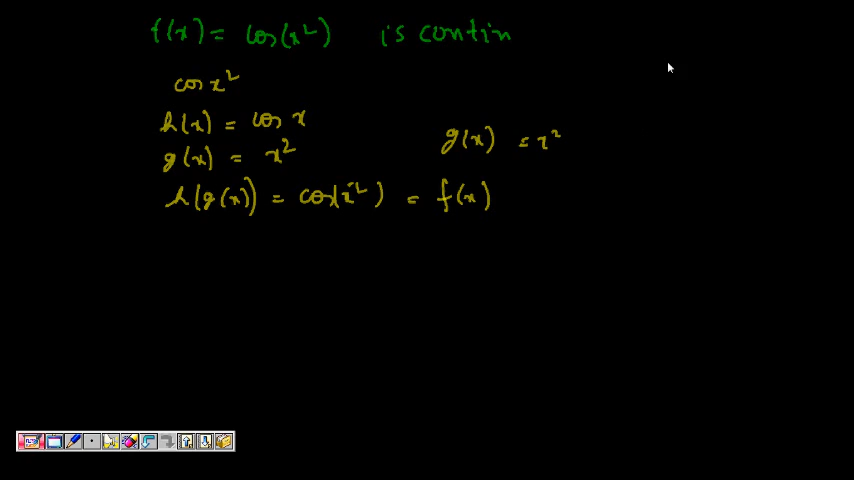 f(x) = cos(x²) is contin
cos x²
h(x) = cos x
g(x) = x² g(x) = x²
h(g(x)) = cos(x²) = f(x)